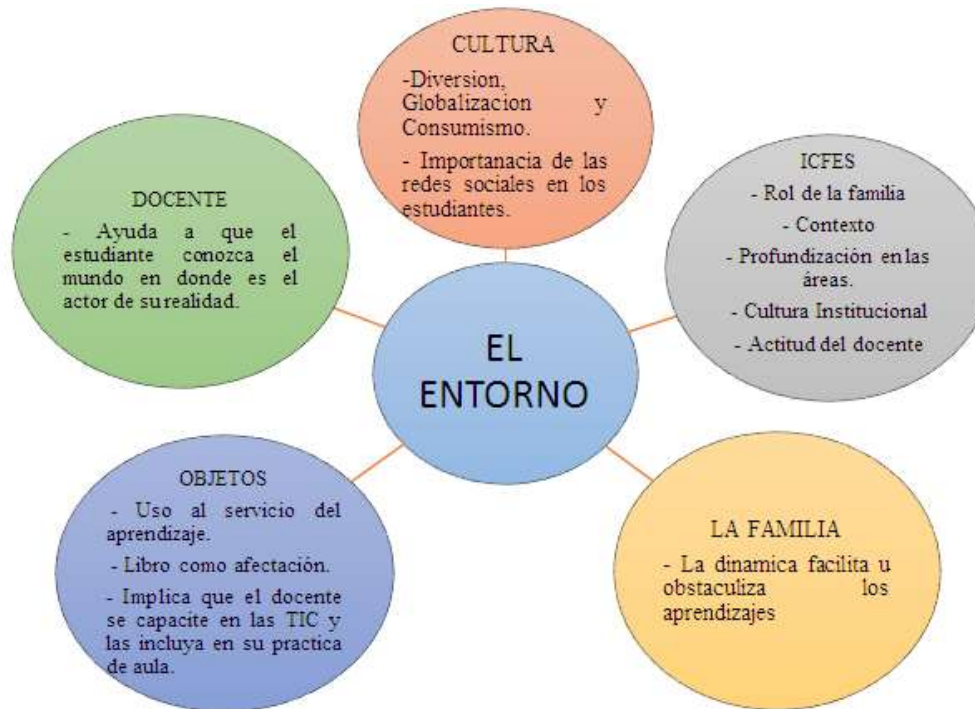 CULTURA
-Diversion,
Globalizacion y
Consumismo.
- Importanacia de las
redes sociales en los
estudiantes.
DOCENTE
- Ayuda a que el
estudiante conozca el
mundo en donde es el
actor de su realidad.
ICFES
- Rol de la familia
- Contexto
- Profundización en las
áreas.
- Cultura Institucional
- Actitud del docente
EL
ENTORNO
OBJETOS
- Uso al servicio del
aprendizaje.
- Libro como afectación.
- Implica que el docente
se capacite en las TIC y
las incluya en su practica
de aula.
LA FAMILIA
- La dinamica facilita u
obstaculiza los
aprendizajes